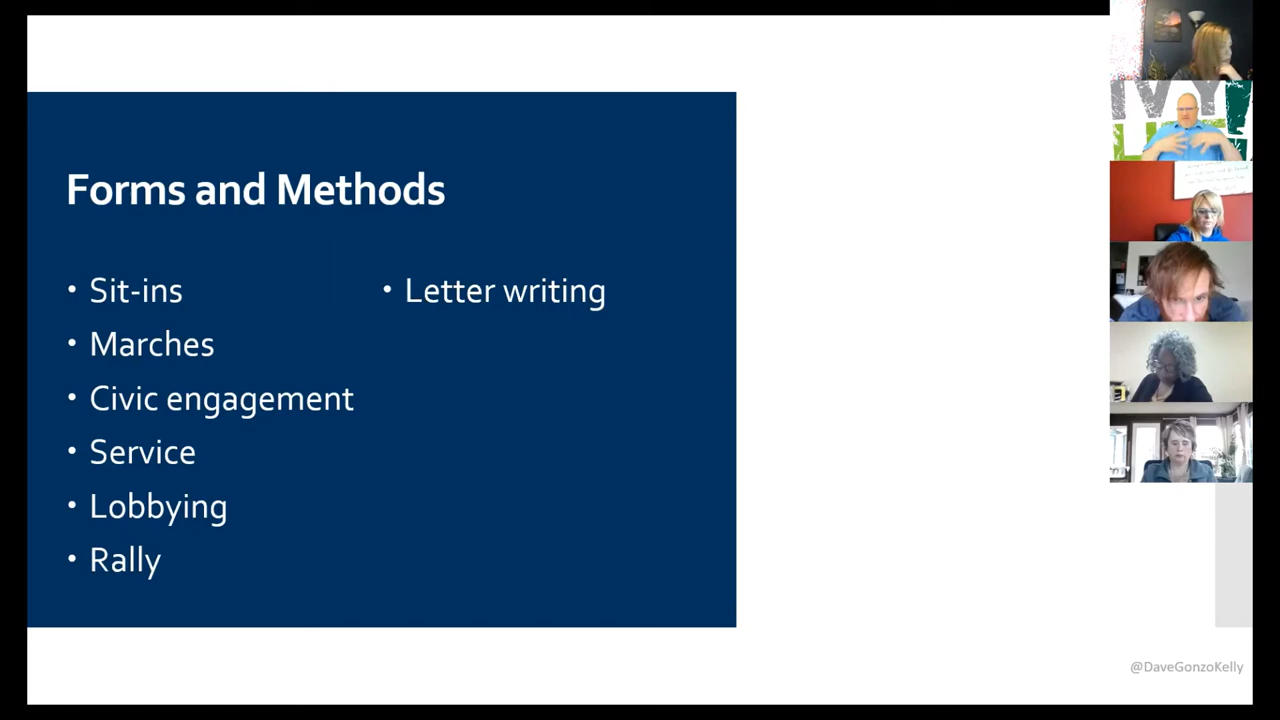 Forms and Methods
• Sit-ins
• Marches
• Civic engagement
• Service
• Lobbying
• Rally
• Letter writing
@DaveGonzoKelly